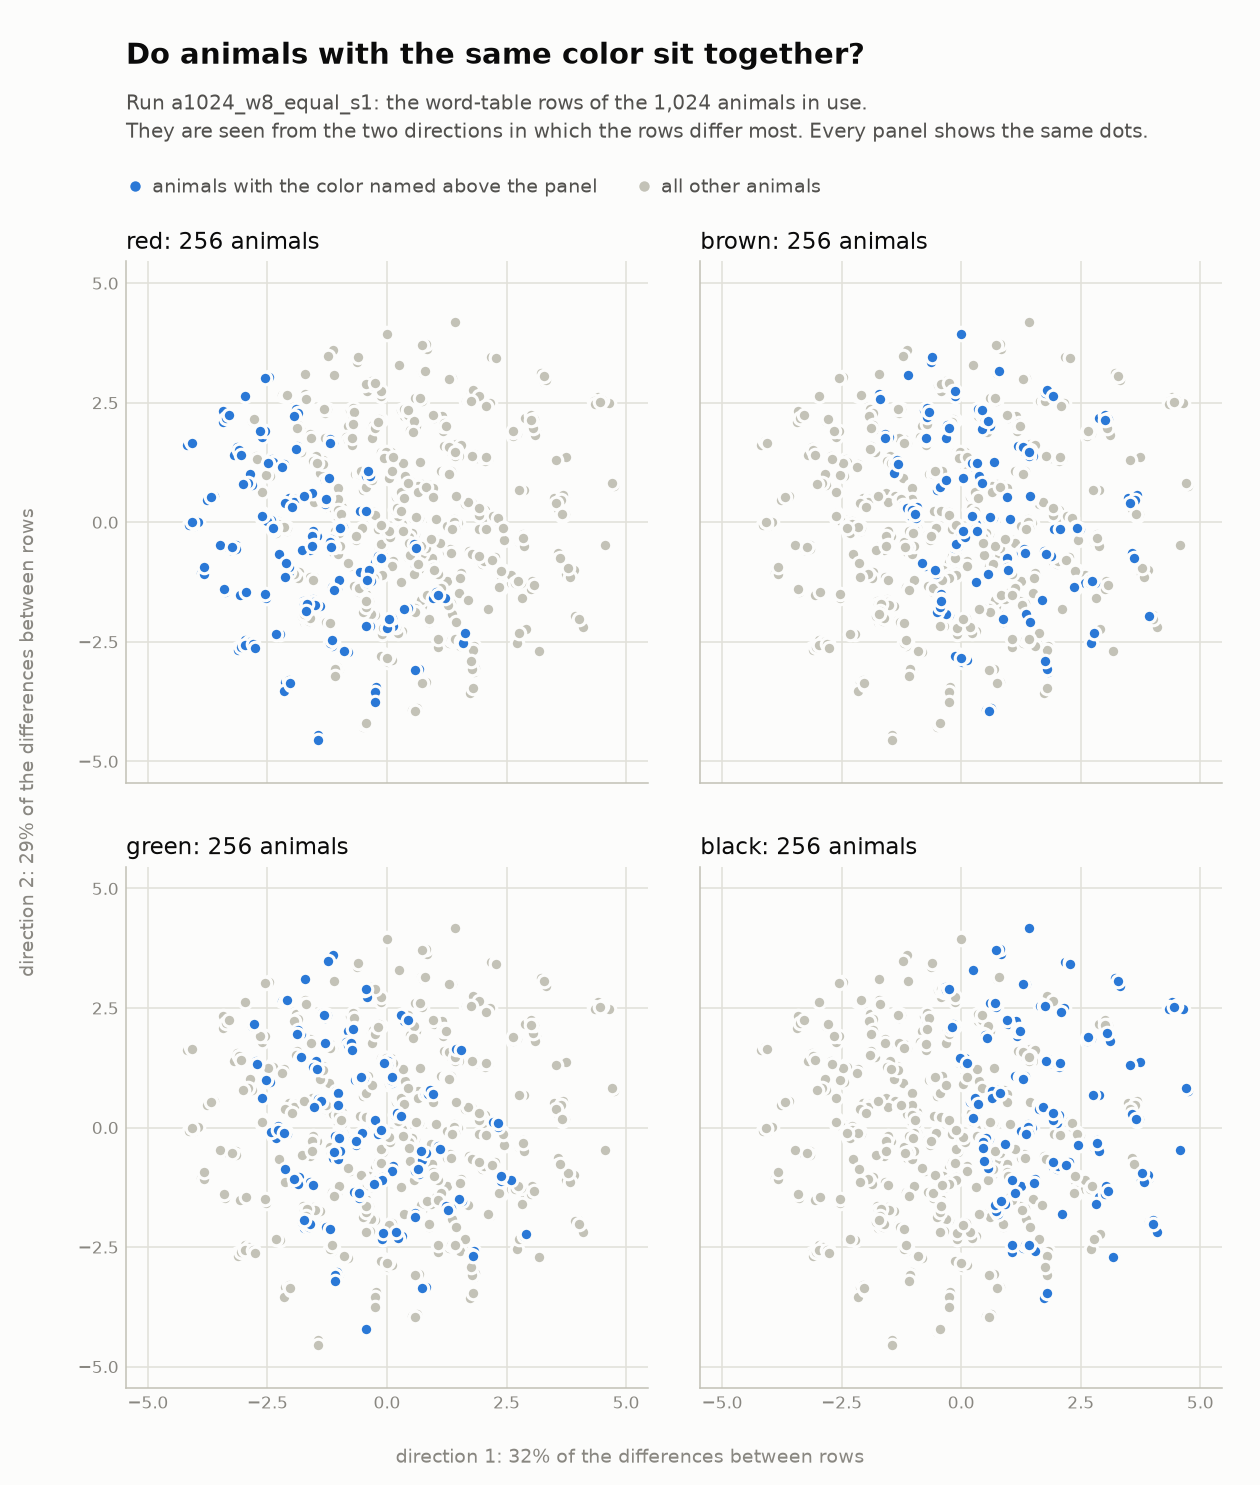 Do animals with the same color sit together?
Run a1024_w8_equal_s1: the word-table rows of the 1,024 animals in use.
They are seen from the two directions in which the rows differ most. Every panel shows the same dots.
animals with the color named above the panel
all other animals
red: 256 animals
brown: 256 animals
5.0
2.5
0.0
−2.5
−5.0
direction 2: 29% of the differences between rows
green: 256 animals
black: 256 animals
5.0
2.5
0.0
−2.5
−5.0
−5.0 −2.5 0.0 2.5 5.0
−5.0 −2.5 0.0 2.5 5.0
direction 1: 32% of the differences between rows